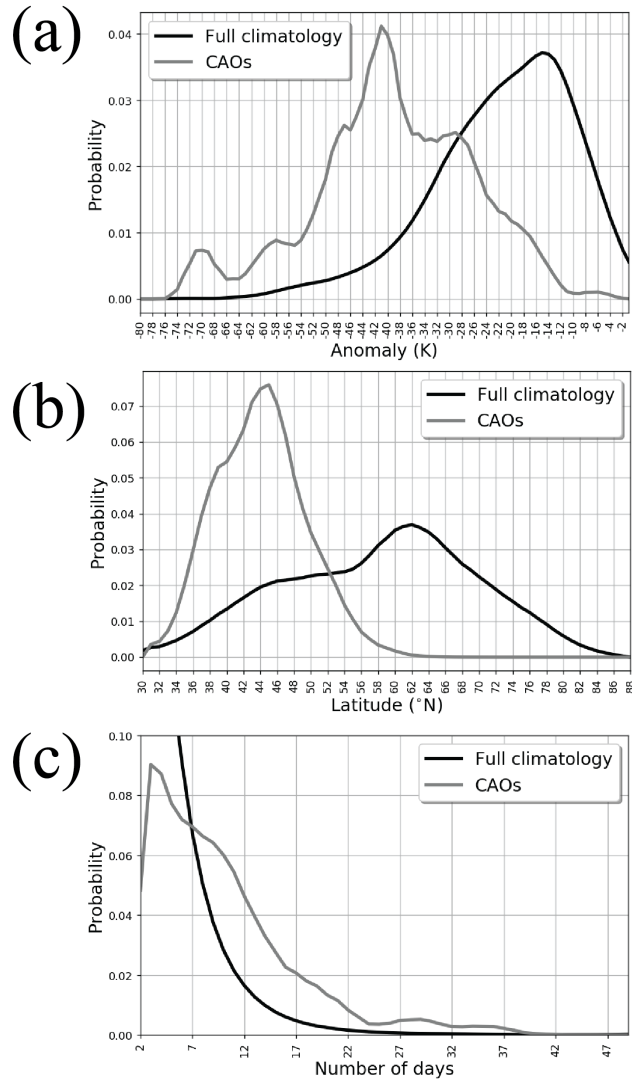 (a)
Full climatology
CAOs
0.04
0.03
0.02
0.01
0.00
Probability
-80 -78 -76 -74 -72 -70 -68 -66 -64 -62 -60 -58 -56 -54 -52 -50 -48 -46 -44 -42 -40 -38 -36 -34 -32 -30 -28 -26 -24 -22 -20 -18 -16 -14 -12 -10 -8 -6 -4 -2
Anomaly (K)
(b)
Full climatology
CAOs
0.07
0.06
0.05
0.04
0.03
0.02
0.01
0.00
Probability
30 32 34 36 38 40 42 44 46 48 50 52 54 56 58 60 62 64 66 68 70 72 74 76 78 80 82 84 86 88
Latitude (°N)
(c)
Full climatology
CAOs
0.10
0.08
0.06
0.04
0.02
0.00
Probability
2 7 12 17 22 27 32 37 42 47
Number of days